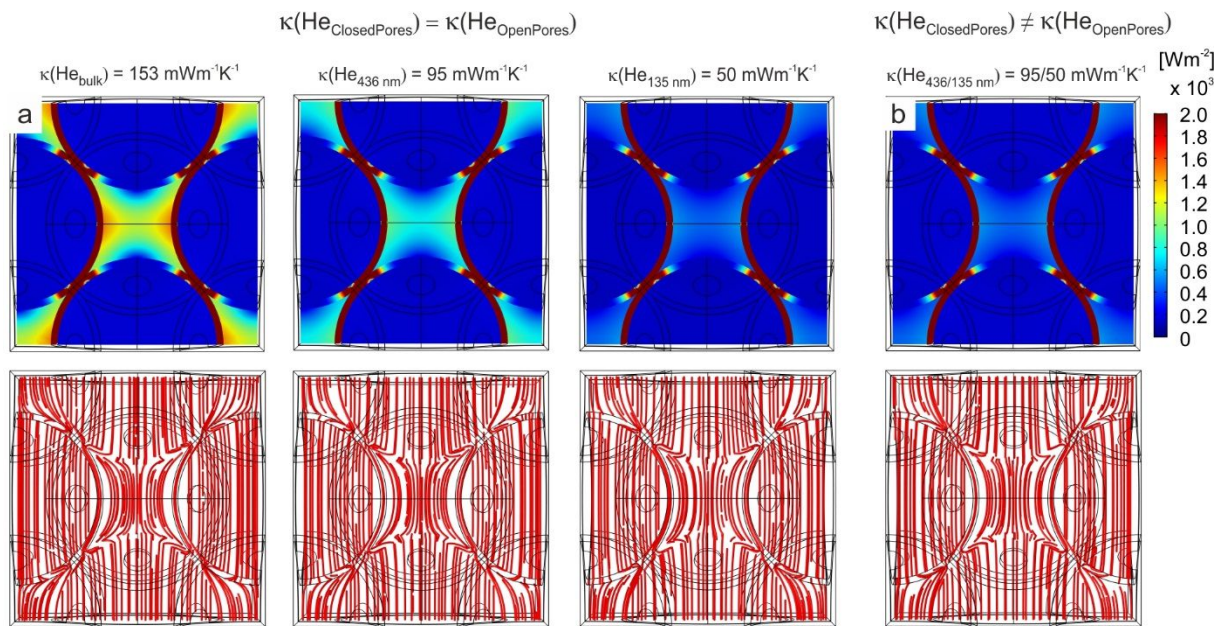 κ(He_ClosedPores) = κ(He_OpenPores)
κ(He_ClosedPores) ≠ κ(He_OpenPores)
κ(He_bulk) = 153 mWm⁻¹K⁻¹
κ(He_436 nm) = 95 mWm⁻¹K⁻¹
κ(He_135 nm) = 50 mWm⁻¹K⁻¹
κ(He_436/135 nm) = 95/50 mWm⁻¹K⁻¹
[Wm⁻²]
x 10³
a
b
2.0
1.8
1.6
1.4
1.2
1.0
0.8
0.6
0.4
0.2
0